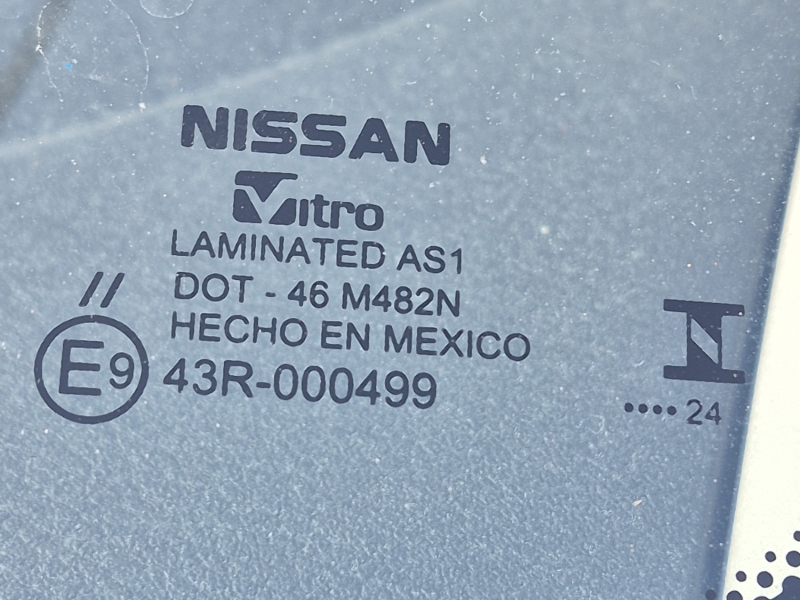 NISSAN
Vitro
LAMINATED AS1
DOT - 46 M482N
HECHO EN MEXICO
//
E9 43R-000499
N
•••• 24